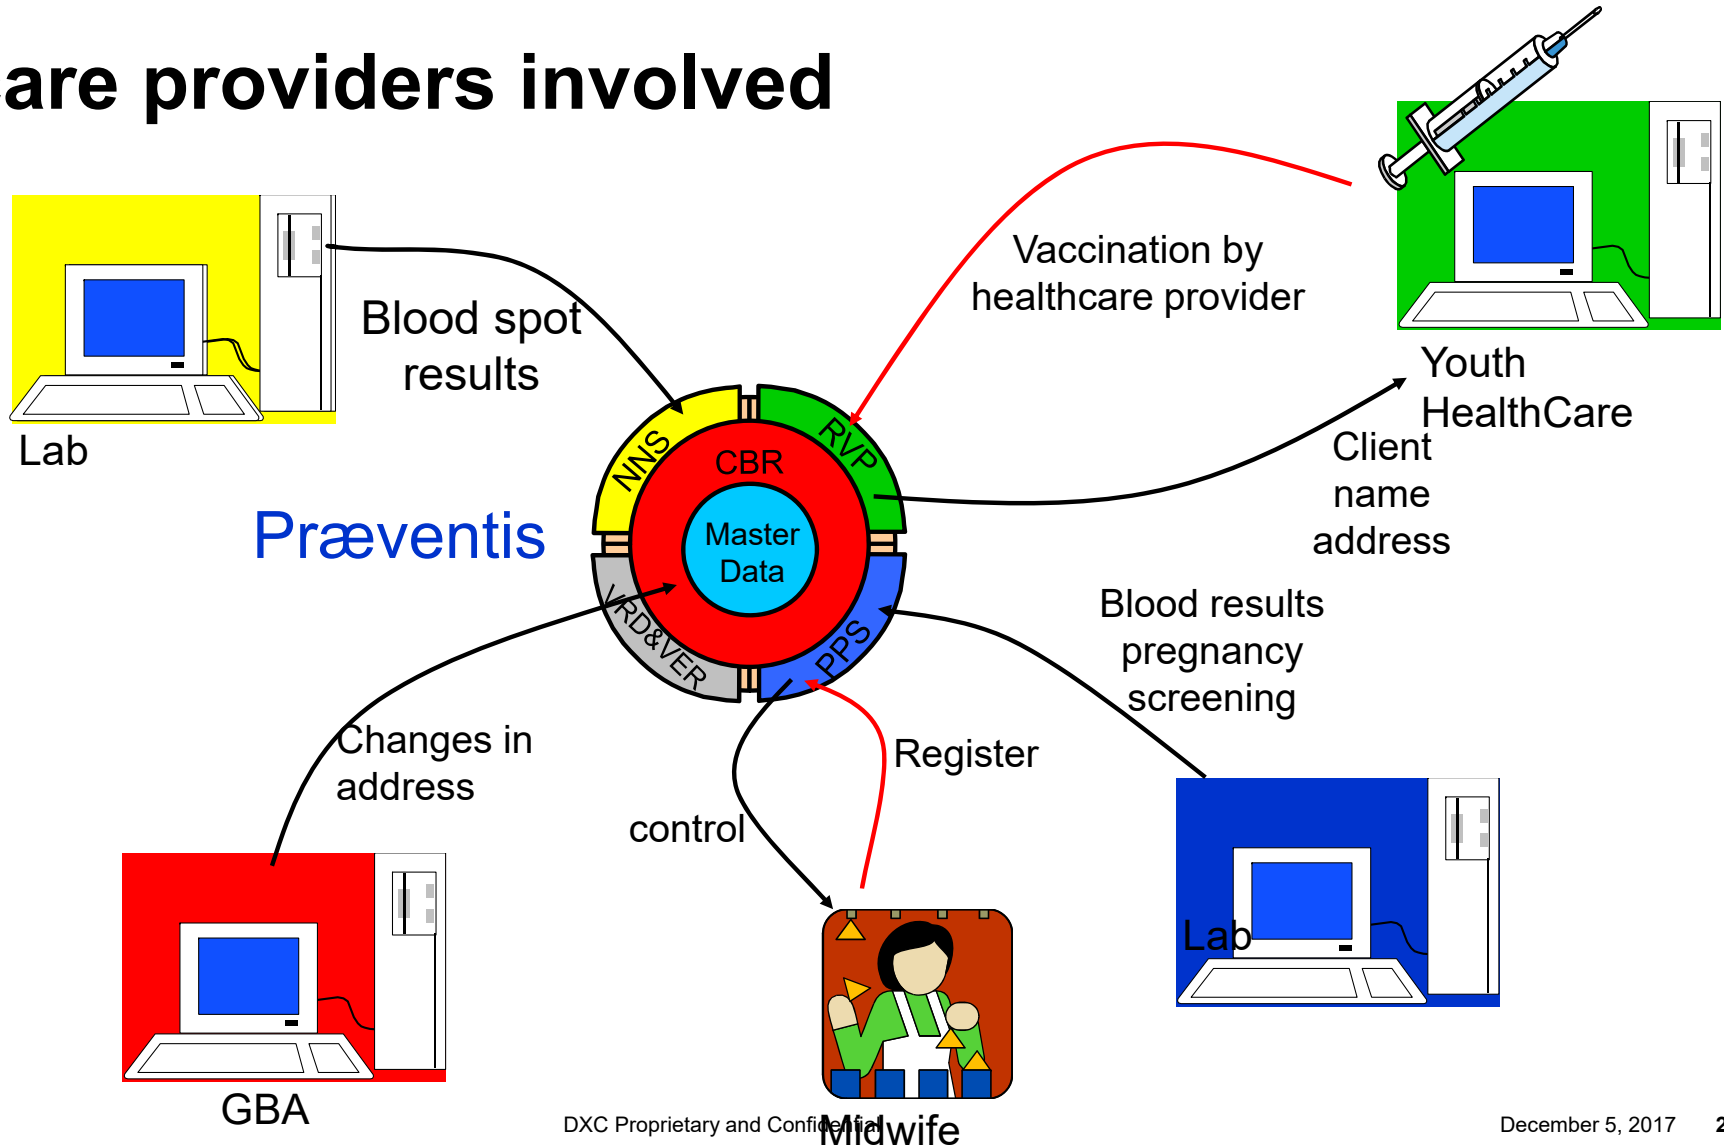 are providers involved
Vaccination by
healthcare provider
Blood spot
results
Youth
HealthCare
Lab
NNS
RVP
CBR
Client
name
address
Præventis
Master
Data
VRD&VER
PPS
Blood results
pregnancy
screening
Changes in
address
Register
control
Lab
GBA
Midwife
DXC Proprietary and Confidential
December 5, 2017
2